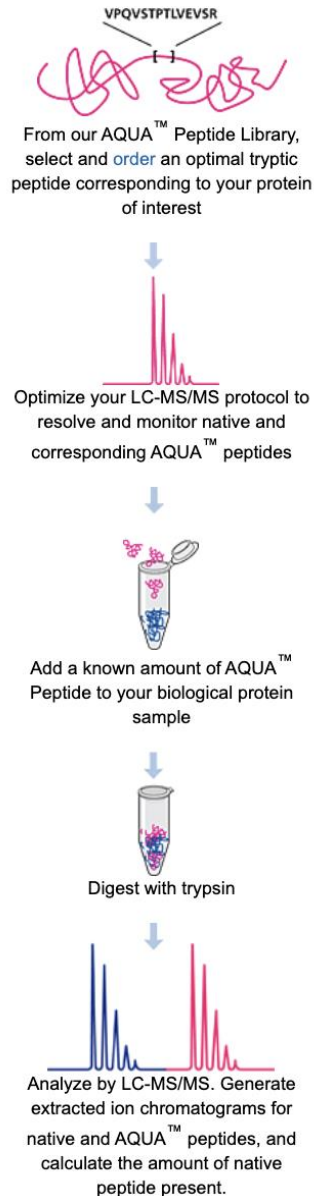 VPQVSTPTLVEVSR
[ ]
From our AQUA™ Peptide Library,
select and order an optimal tryptic
peptide corresponding to your protein
of interest
Optimize your LC-MS/MS protocol to
resolve and monitor native and
corresponding AQUA™ peptides
Add a known amount of AQUA™
Peptide to your biological protein
sample
Digest with trypsin
Analyze by LC-MS/MS. Generate
extracted ion chromatograms for
native and AQUA™ peptides, and
calculate the amount of native
peptide present.